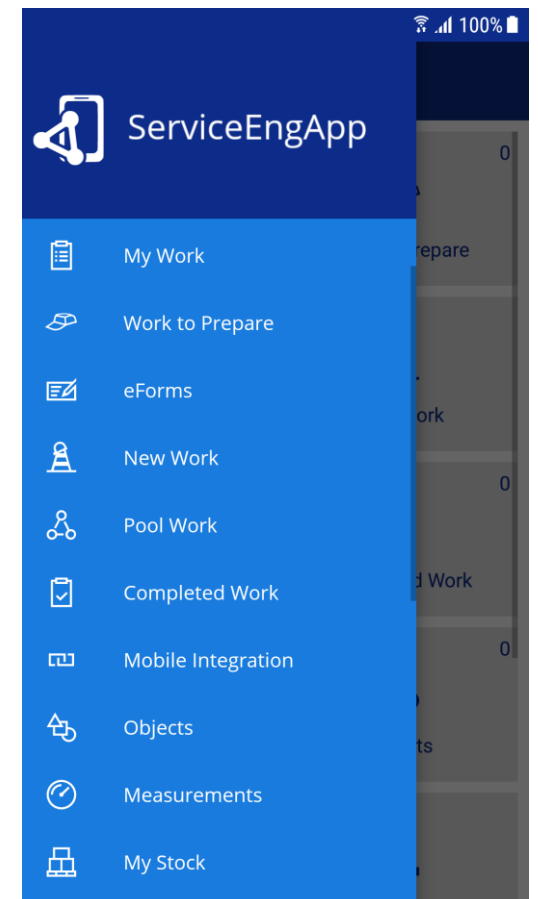 100%
ServiceEngApp
My Work
Work to Prepare
eForms
New Work
Pool Work
Completed Work
Mobile Integration
Objects
Measurements
My Stock
0
repare
ork
0
d Work
0
ts